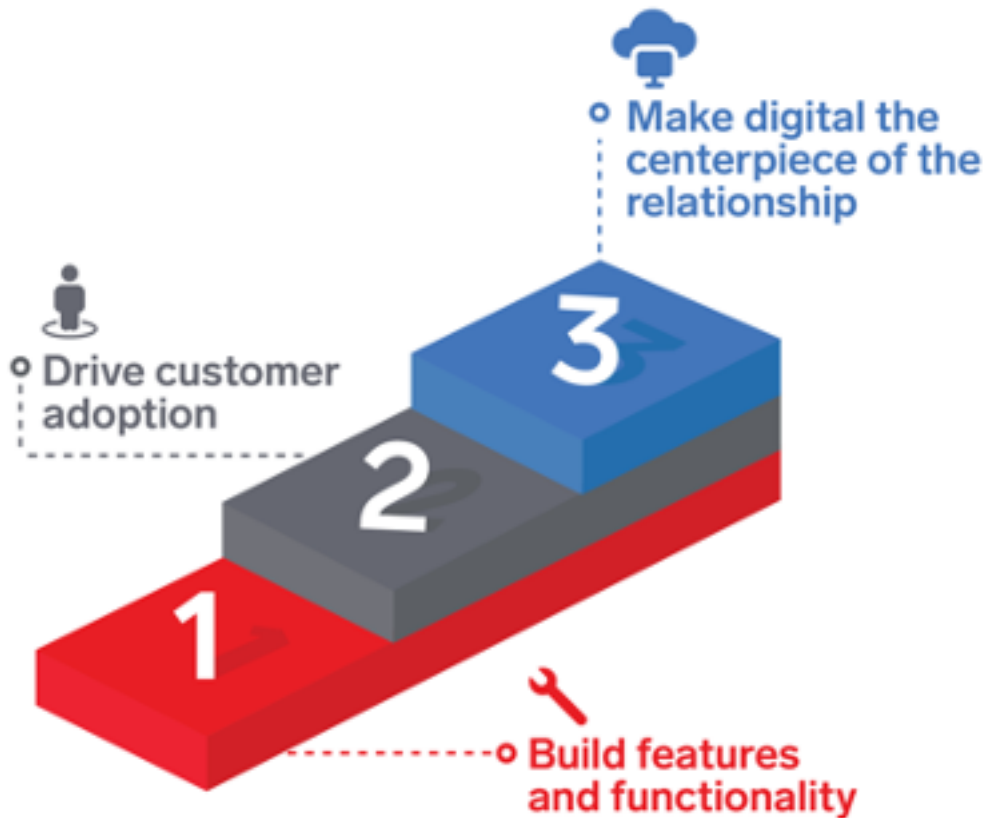 Make digital the
centerpiece of the
relationship
3
Drive customer
adoption
2
1
Build features
and functionality